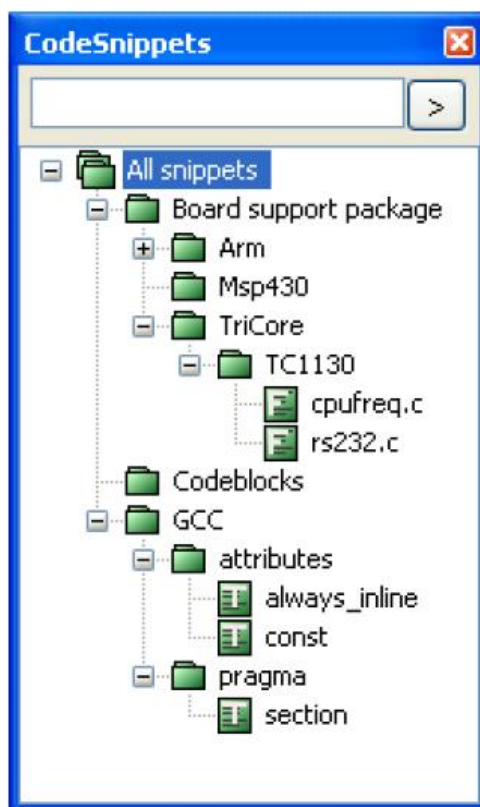 CodeSnippets
>
All snippets
Board support package
Arm
Msp430
TriCore
TC1130
cpufreq.c
rs232.c
Codeblocks
GCC
attributes
always_inline
const
pragma
section